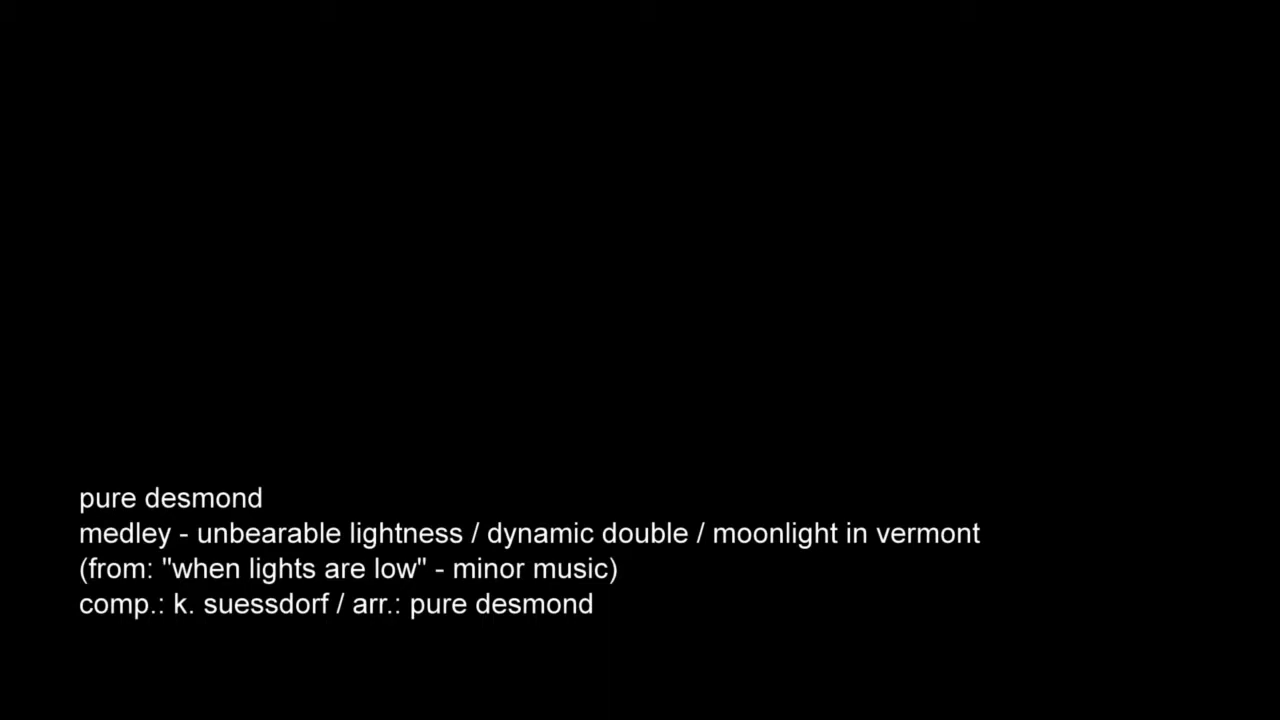 pure desmond
medley - unbearable lightness / dynamic double / moonlight in vermont
(from: "when lights are low" - minor music)
comp.: k. suessdorf / arr.: pure desmond